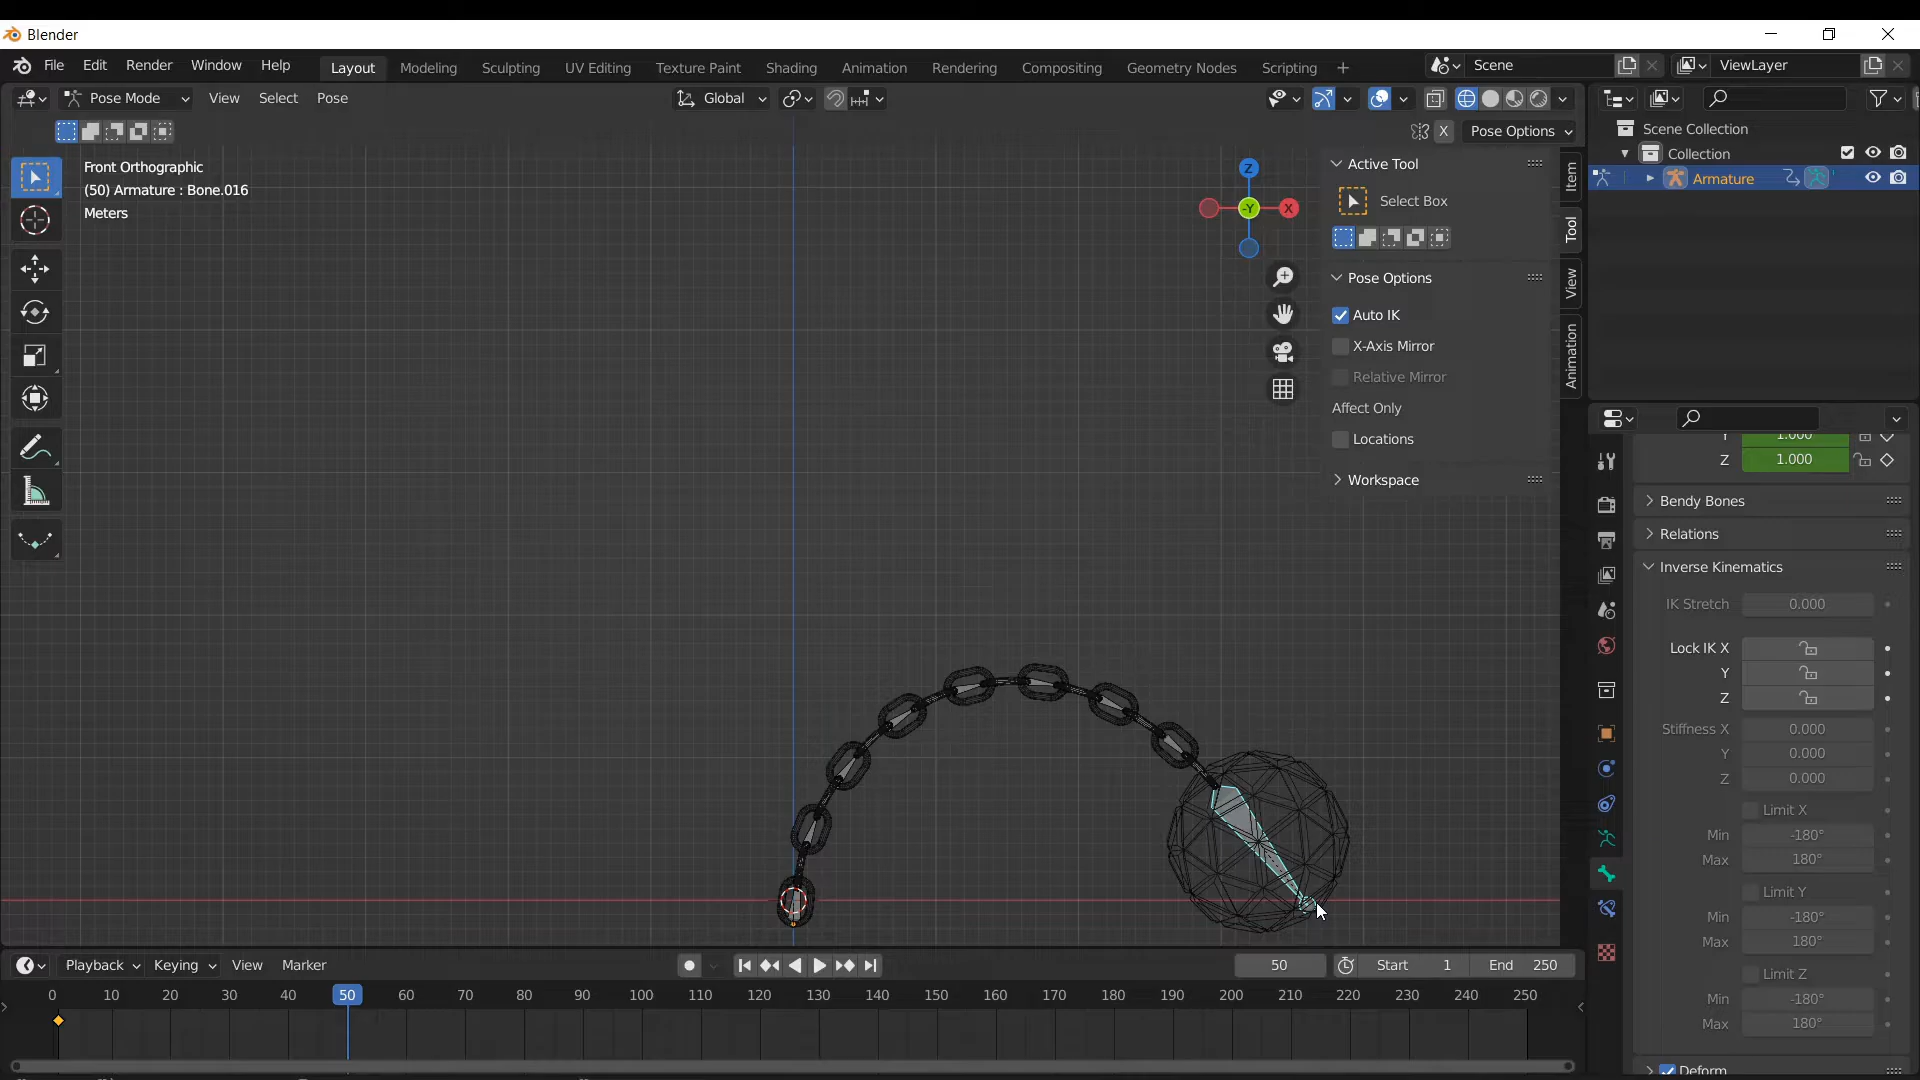 Blender
File Edit Render Window Help Layout Modeling Sculpting UV Editing Texture Paint Shading Animation Rendering Compositing Geometry Nodes Scripting + Scene ViewLayer
Pose Mode View Select Pose Global
X Pose Options
Front Orthographic
(50) Armature : Bone.016
Meters
Z
-Y
X
Active Tool
Select Box
Pose Options
Auto IK
X-Axis Mirror
Relative Mirror
Affect Only
Locations
Workspace
Item
Tool
View
Animation
Scene Collection
Collection
Armature
Y 1.000
Z 1.000
Bendy Bones
Relations
Inverse Kinematics
IK Stretch 0.000
Lock IK X
Y
Z
Stiffness X 0.000
Y 0.000
Z 0.000
Limit X
Min -180°
Max 180°
Limit Y
Min -180°
Max 180°
Limit Z
Min -180°
Max 180°
Deform
Playback Keying View Marker 50 Start 1 End 250
0 10 20 30 40 50 60 70 80 90 100 110 120 130 140 150 160 170 180 190 200 210 220 230 240 250